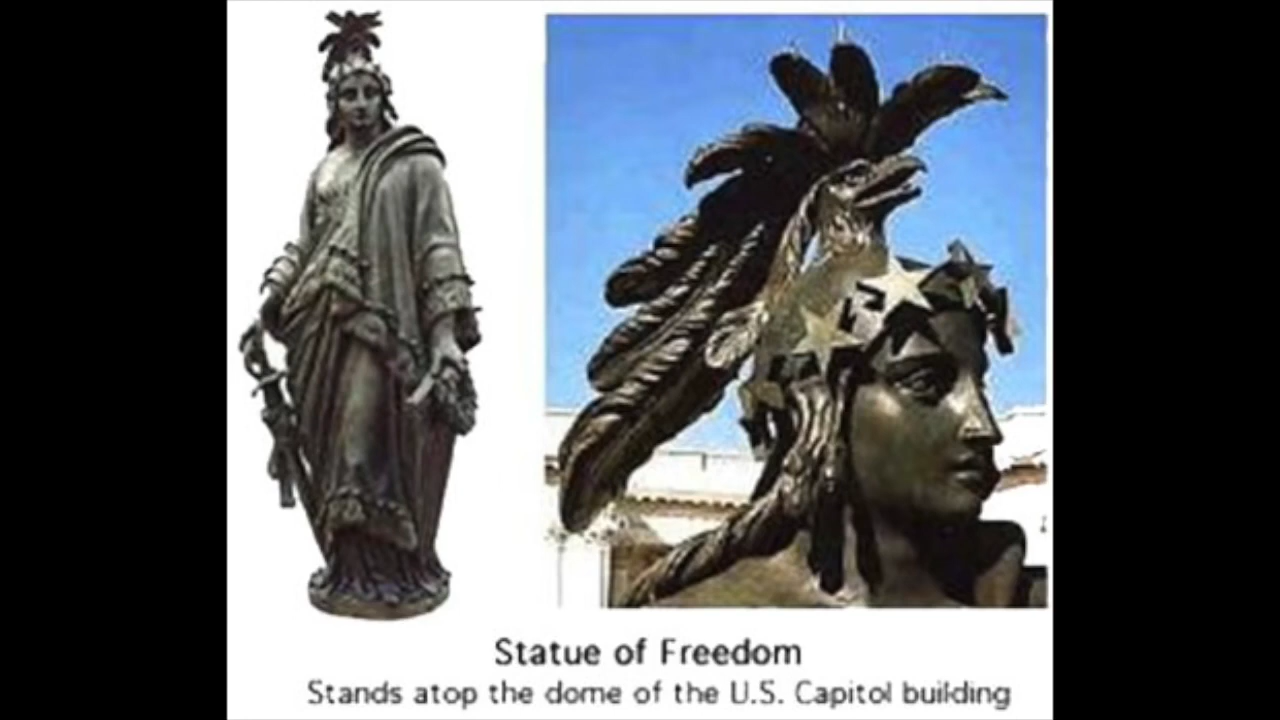 Statue of Freedom
Stands atop the dome of the U.S. Capitol building